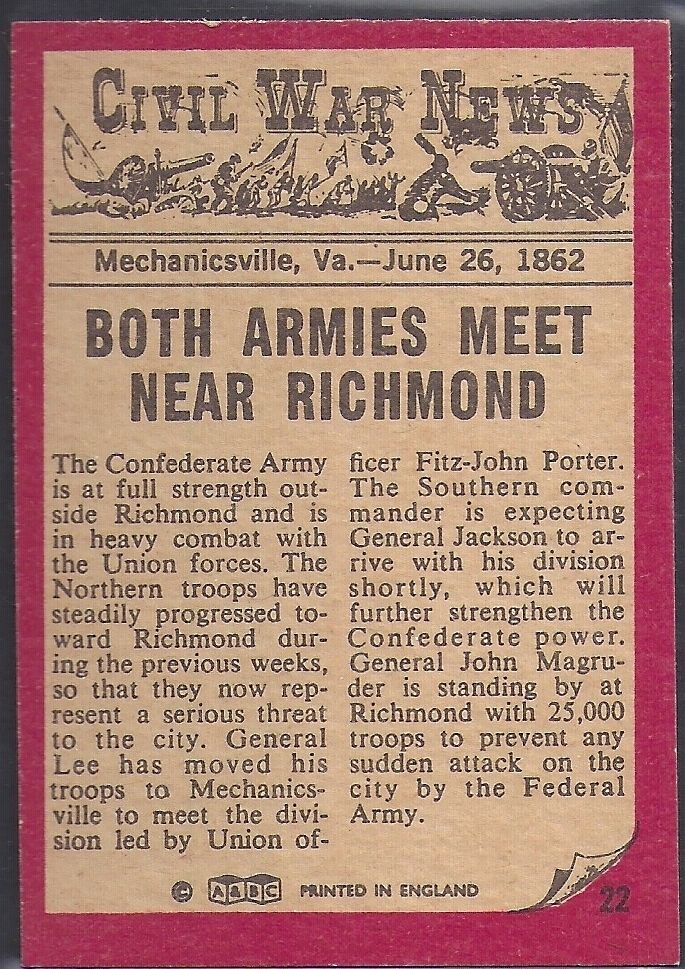 CIVIL WAR NEWS
Mechanicsville, Va.—June 26, 1862
BOTH ARMIES MEET
NEAR RICHMOND
The Confederate Army
is at full strength out-
side Richmond and is
in heavy combat with
the Union forces. The
Northern troops have
steadily progressed to-
ward Richmond dur-
ing the previous weeks,
so that they now rep-
resent a serious threat
to the city. General
Lee has moved his
troops to Mechanics-
ville to meet the divi-
sion led by Union of-
ficer Fitz-John Porter.
The Southern com-
mander is expecting
General Jackson to ar-
rive with his division
shortly, which will
further strengthen the
Confederate power.
General John Magru-
der is standing by at
Richmond with 25,000
troops to prevent any
sudden attack on the
city by the Federal
Army.
© A&BC PRINTED IN ENGLAND
22